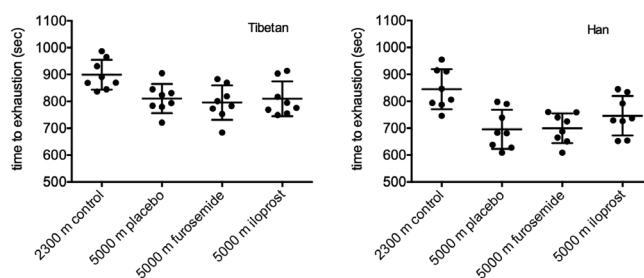 Tibetan
time to exhaustion (sec)
1100
1000
900
800
700
600
500
2300 m control
5000 m placebo
5000 m furosemide
5000 m iloprost
Han
time to exhaustion (sec)
1100
1000
900
800
700
600
500
2300 m control
5000 m placebo
5000 m furosemide
5000 m iloprost